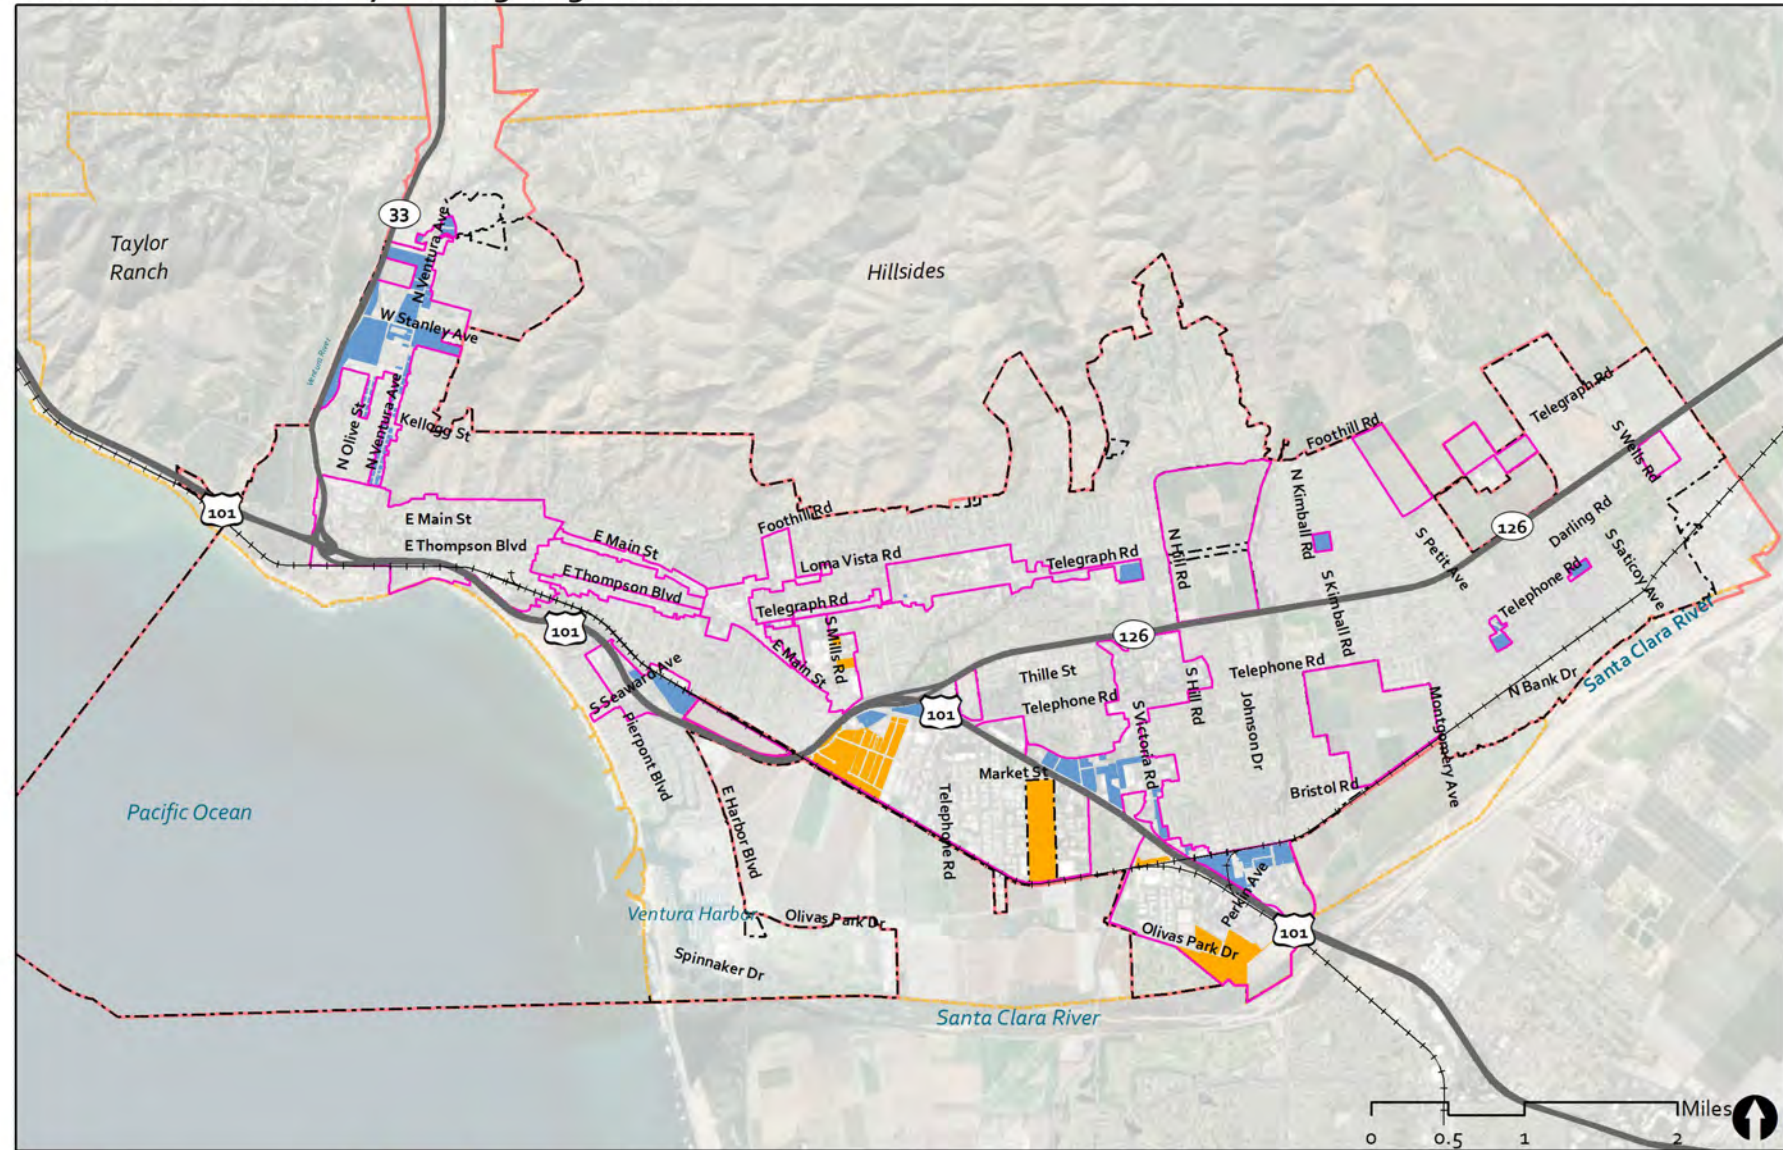 33
Taylor
Ranch
Hillsides
N Ventura Ave
W Stanley Ave
Ventura River
N Olive St
N Ventura Ave
Kellogg St
Telegraph Rd
Foothill Rd
S Wells Rd
101
E Main St
E Thompson Blvd
E Main St
Foothill Rd
Loma Vista Rd
Telegraph Rd
N Hill Rd
N Kimball Rd
126
S Petit Ave
Darling Rd
S Saticoy Ave
Telephone Rd
E Thompson Blvd
101
Telegraph Rd
S Mills Rd
E Main St
126
S Kimball Rd
Santa Clara River
S Seaward Ave
Pierpont Blvd
Thille St
Telephone Rd
101
S Victoria Rd
S Hill Rd
Telephone Rd
Johnson Dr
N Bank Dr
Montgomery Ave
Market St
Bristol Rd
Pacific Ocean
E Harbor Blvd
Telephone Rd
Perkin Ave
Ventura Harbor
Olivas Park Dr
Olivas Park Dr
101
Spinnaker Dr
Santa Clara River
Miles
0 0.5 1 2